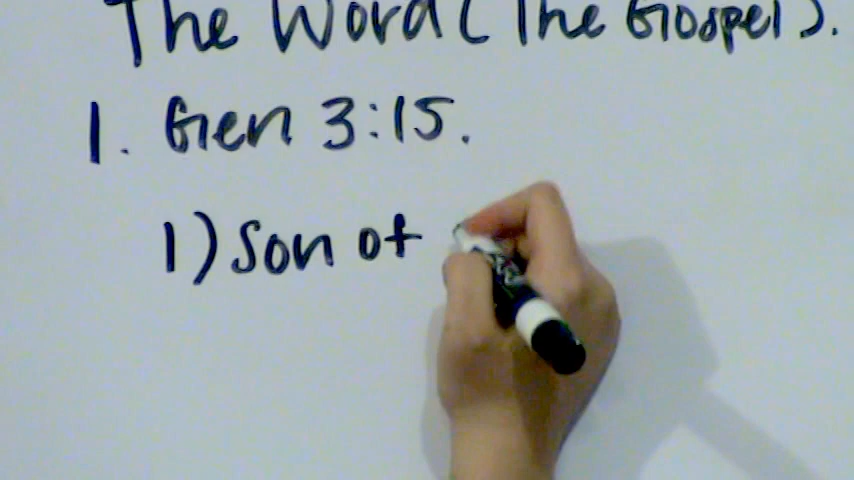 The Word (The Gospel).
1. Gen 3:15.
1) Son of